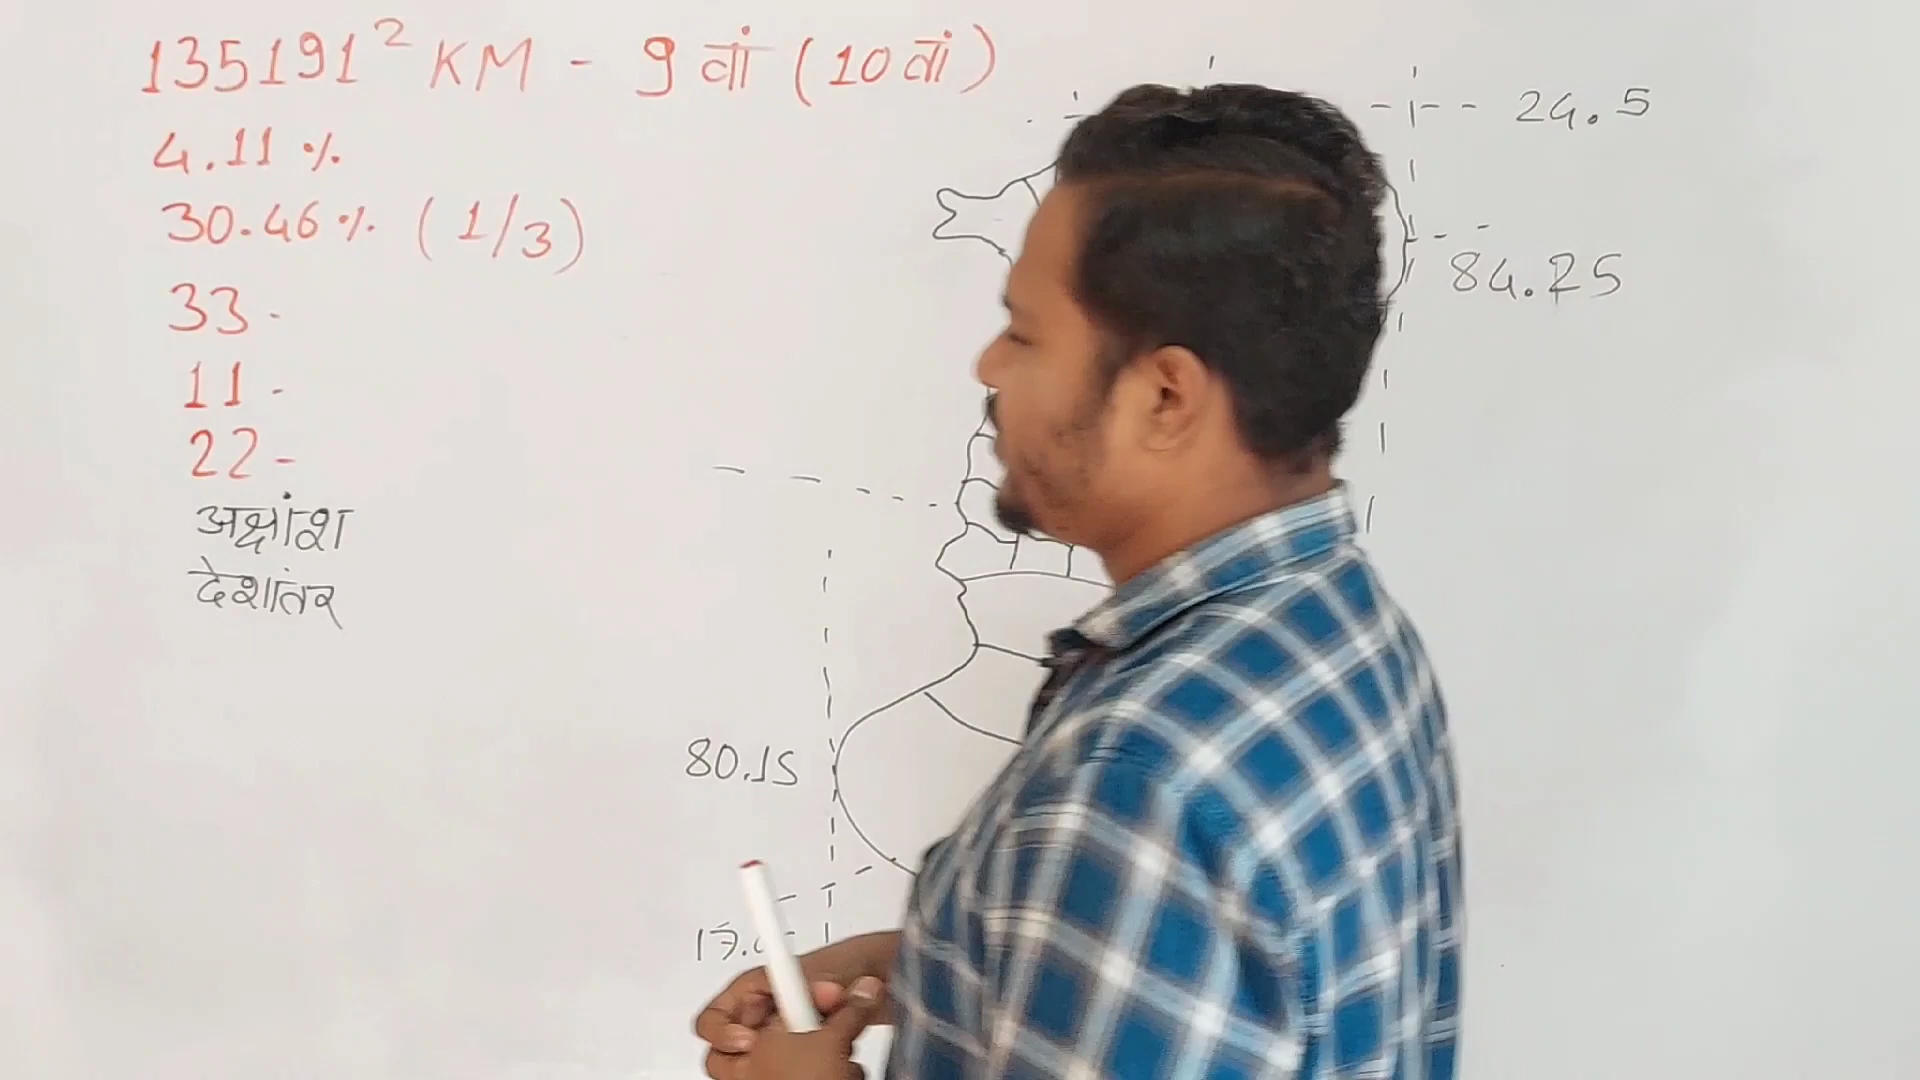 135191² KM - 9 वां (10 वां)
4.11 %
30.46 % (1/3)
33 -
11 -
22 -
अक्षांश
देशांतर
24.5
84.25
80.15